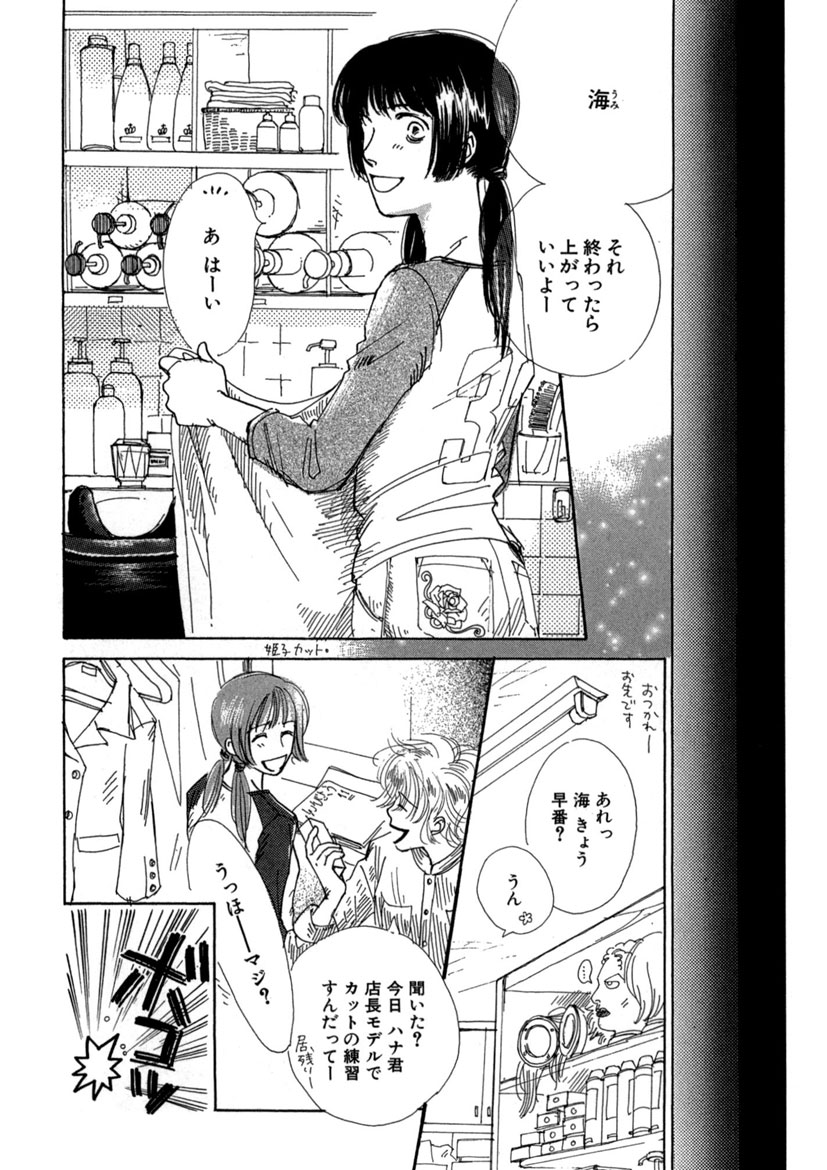 海
うみ
それ
終わったら
上がって
いいよー
あ はーい
姫子カット。
おつかれー
お先です
あれっ
海 きょう
早番？
うん
……
聞いた？
今日 ハナ君
店長モデルで
カットの練習
すんだってー
居残りー
うっほーマジ？
ボコッ